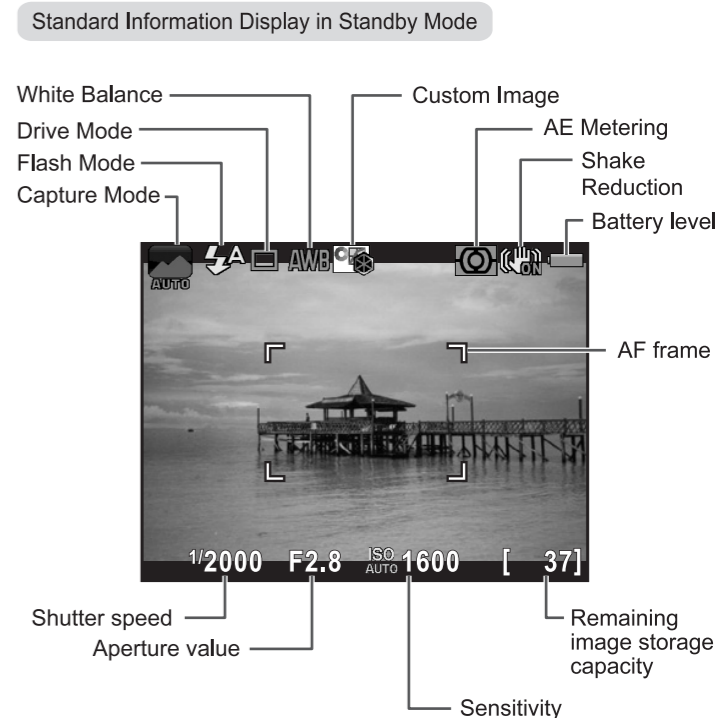 Standard Information Display in Standby Mode
White Balance
Custom Image
Drive Mode
AE Metering
Flash Mode
Shake
Reduction
Capture Mode
Battery level
AUTO
A
AWB
ON
AF frame
1/2000 F2.8 ISO AUTO 1600 [ 37]
Shutter speed
Aperture value
Remaining
image storage
capacity
Sensitivity